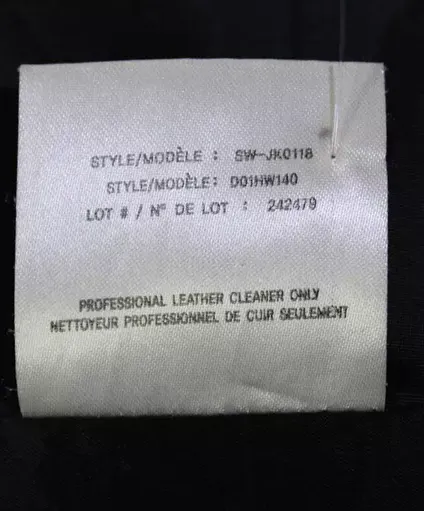 STYLE/MODÈLE : SW-JK0118
STYLE/MODÈLE: D01HW140
LOT # / Nº DE LOT : 242479
PROFESSIONAL LEATHER CLEANER ONLY
NETTOYEUR PROFESSIONNEL DE CUIR SEULEMENT